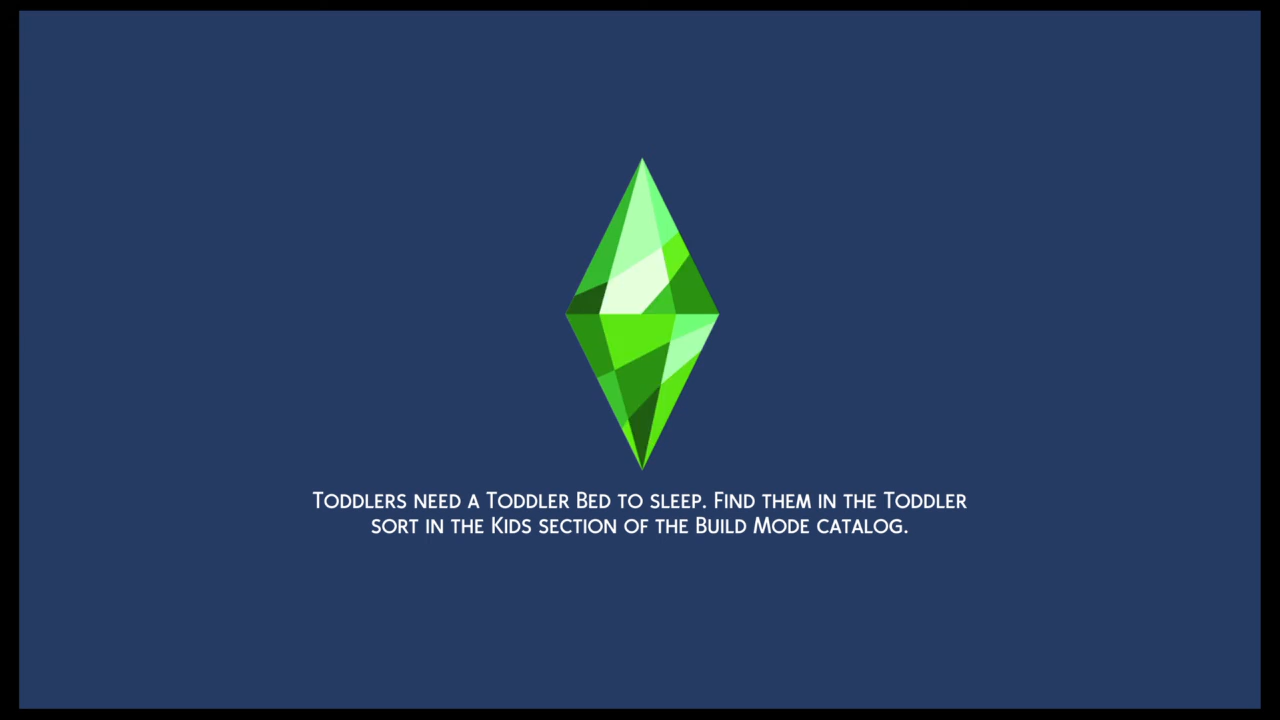 Toddlers need a Toddler Bed to sleep. Find them in the Toddler
sort in the Kids section of the Build Mode catalog.